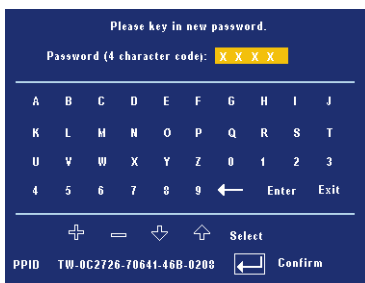 Please key in new password.
Password (4 character code): X X X X
A B C D E F G H I J
K L M N O P Q R S T
U V W X Y Z 0 1 2 3
4 5 6 7 8 9 Enter Exit
Select
PPID TW-0C2726-70641-46B-0208 Confirm